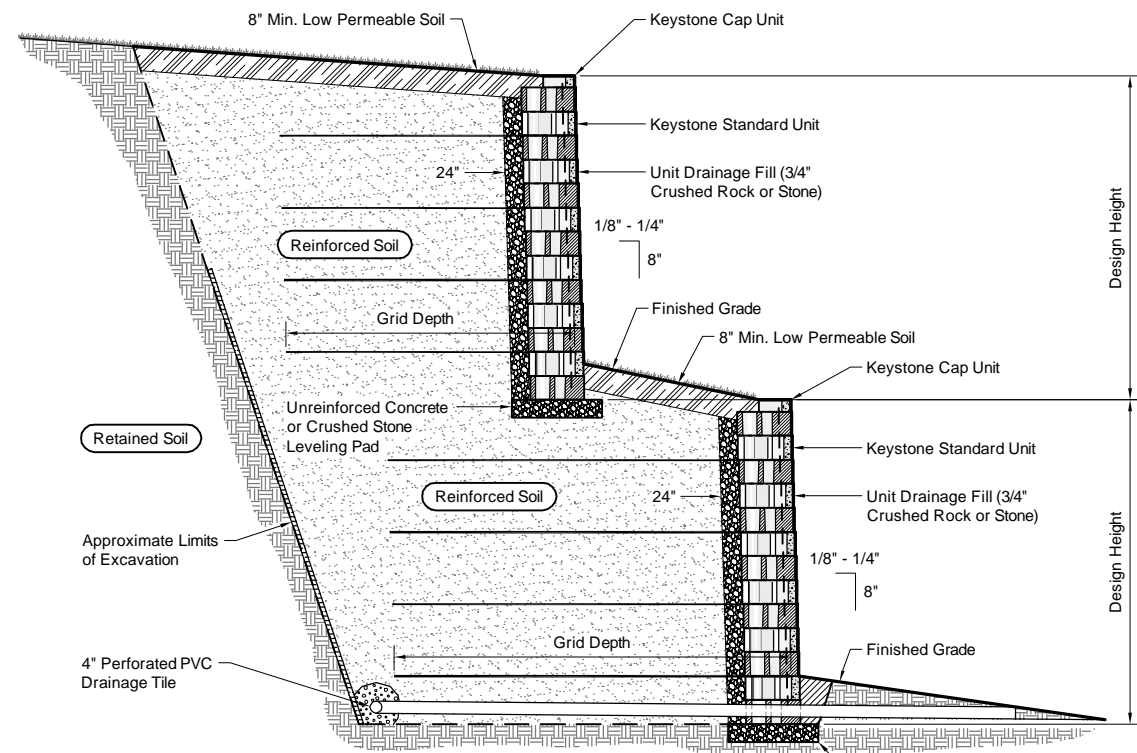 8" Min. Low Permeable Soil
Keystone Cap Unit
Keystone Standard Unit
24"
Unit Drainage Fill (3/4"
Crushed Rock or Stone)
Design Height
1/8" - 1/4"
8"
Reinforced Soil
Finished Grade
Grid Depth
8" Min. Low Permeable Soil
Keystone Cap Unit
Unreinforced Concrete
or Crushed Stone
Leveling Pad
Retained Soil
Keystone Standard Unit
Reinforced Soil
24"
Unit Drainage Fill (3/4"
Crushed Rock or Stone)
Approximate Limits
of Excavation
1/8" - 1/4"
8"
Design Height
Grid Depth
Finished Grade
4" Perforated PVC
Drainage Tile